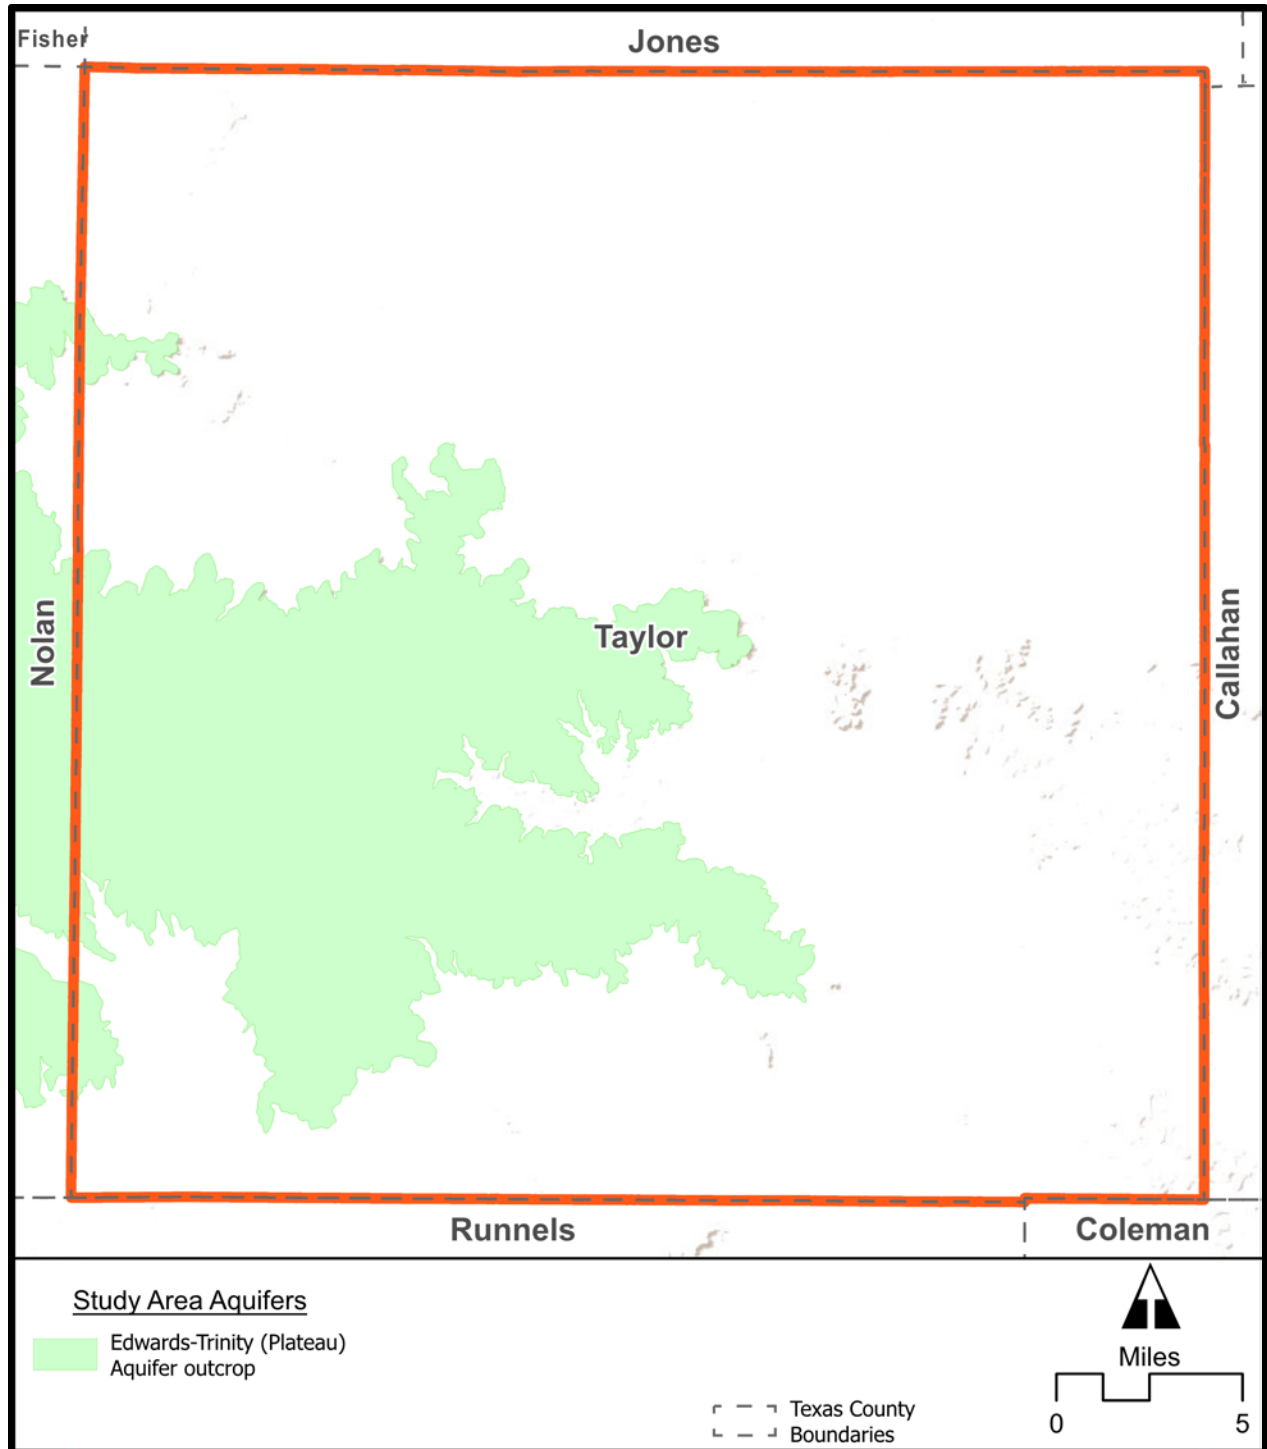 Fisher
Jones
Nolan
Taylor
Callahan
Runnels
Coleman
Study Area Aquifers
Edwards-Trinity (Plateau)
Aquifer outcrop
Texas County
Boundaries
Miles
0
5